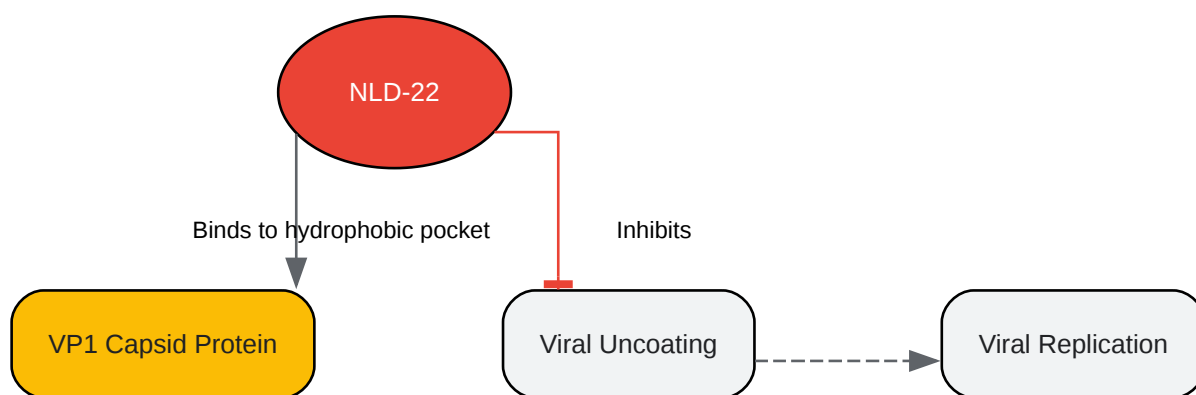 NLD-22
Binds to hydrophobic pocket
Inhibits
VP1 Capsid Protein
Viral Uncoating
Viral Replication